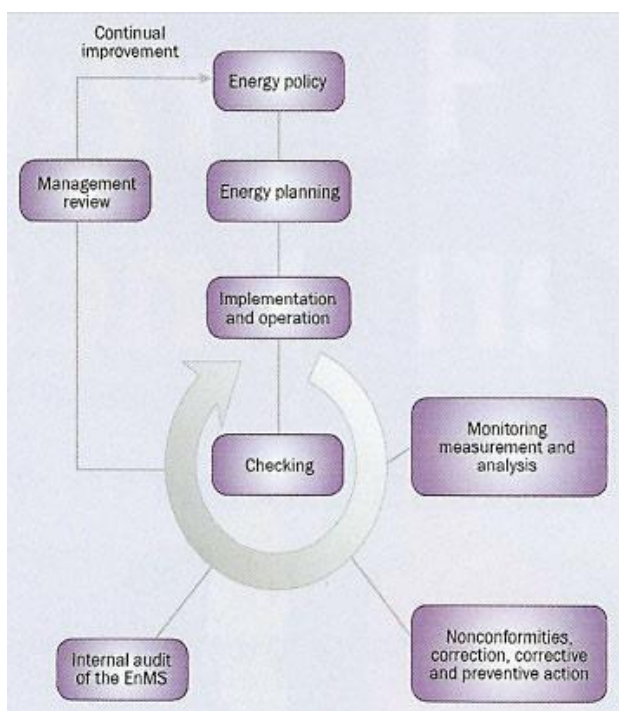 Continual
improvement
Energy policy
Management
review
Energy planning
Implementation
and operation
Checking
Monitoring
measurement and
analysis
Internal audit
of the EnMS
Nonconformities,
correction, corrective
and preventive action